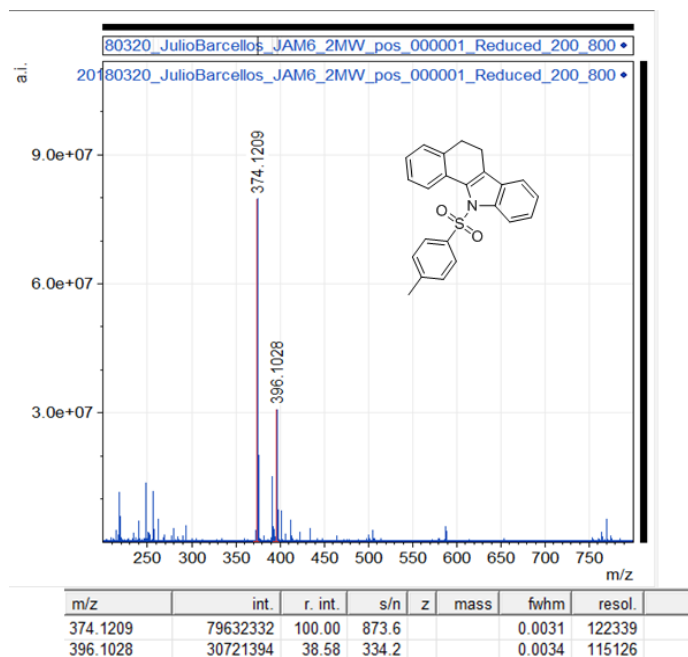 80320_JulioBarcellos_JAM6_2MW_pos_000001_Reduced_200_800
a.i.
20180320_JulioBarcellos_JAM6_2MW_pos_000001_Reduced_200_800
9.0e+07
374.1209
O
N
S
O
6.0e+07
396.1028
3.0e+07
250 300 350 400 450 500 550 600 650 700 750
m/z
m/z int. r. int. s/n z mass fwhm resol.
374.1209 79632332 100.00 873.6 0.0031 122339
396.1028 30721394 38.58 334.2 0.0034 115126